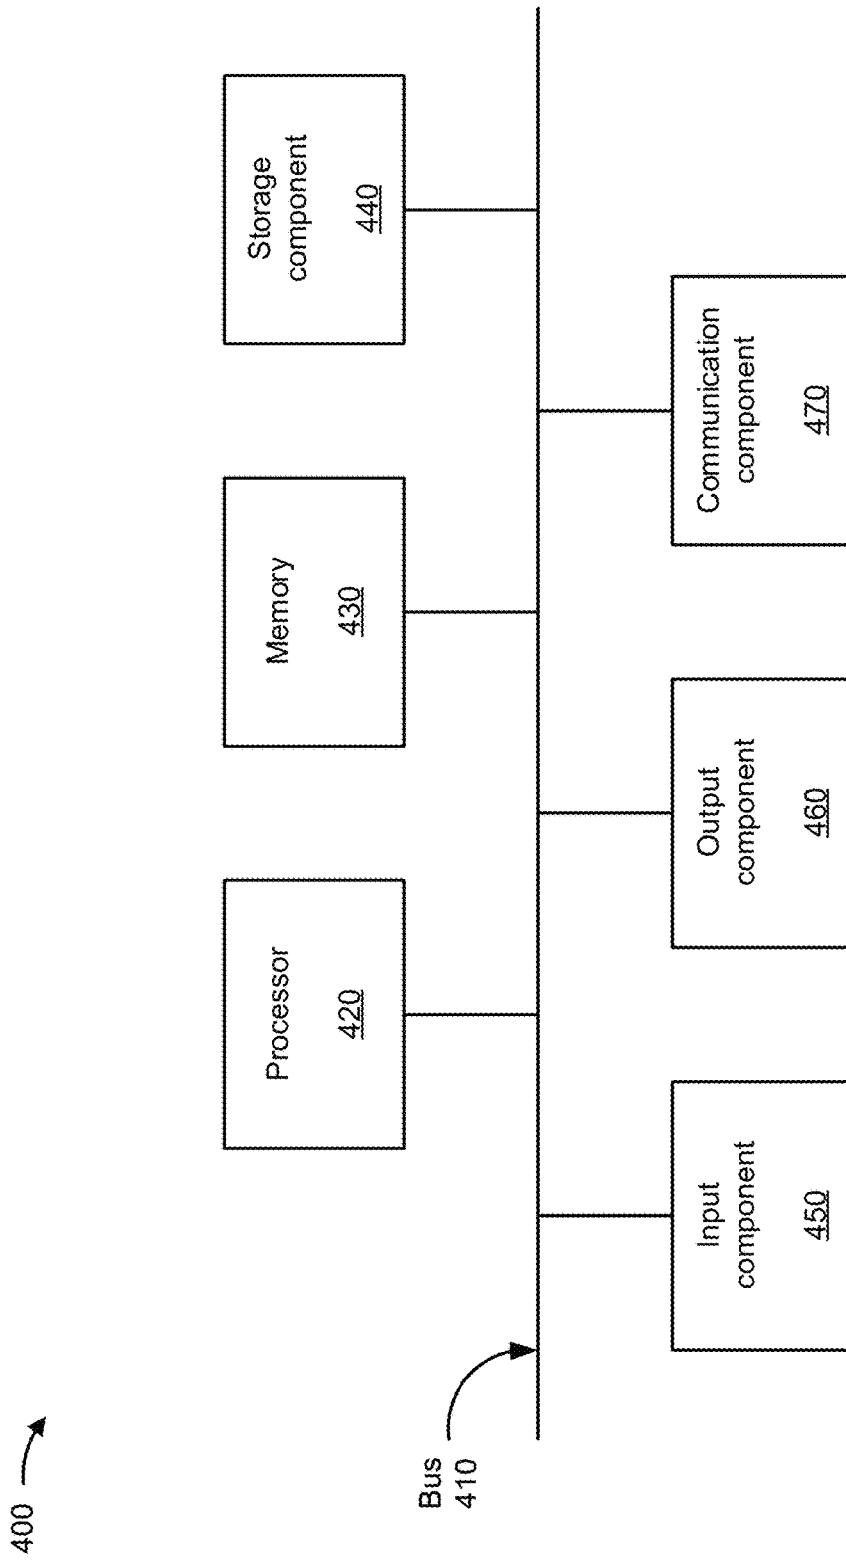 400
Processor
420
Memory
430
Storage
component
440
Bus
410
Input
component
450
Output
component
460
Communication
component
470